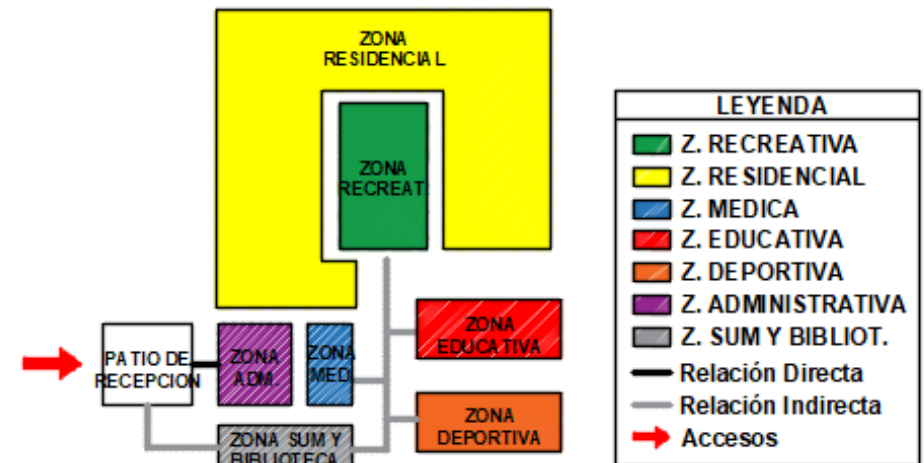 ZONA
RESIDENCIAL
ZONA
RECREAT.
PATIO DE
RECEPCION
ZONA
ADM.
ZONA
MED.
ZONA
EDUCATIVA
ZONA
DEPORTIVA
ZONA SUM Y
BIBLIOTECA
LEYENDA
Z. RECREATIVA
Z. RESIDENCIAL
Z. MEDICA
Z. EDUCATIVA
Z. DEPORTIVA
Z. ADMINISTRATIVA
Z. SUM Y BIBLIOT.
Relación Directa
Relación Indirecta
Accesos